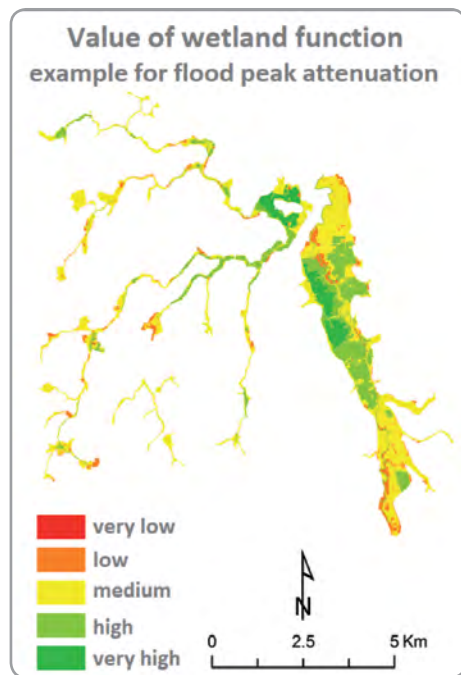 Value of wetland function
example for flood peak attenuation
very low
low
medium
high
very high
N
0 2.5 5 Km